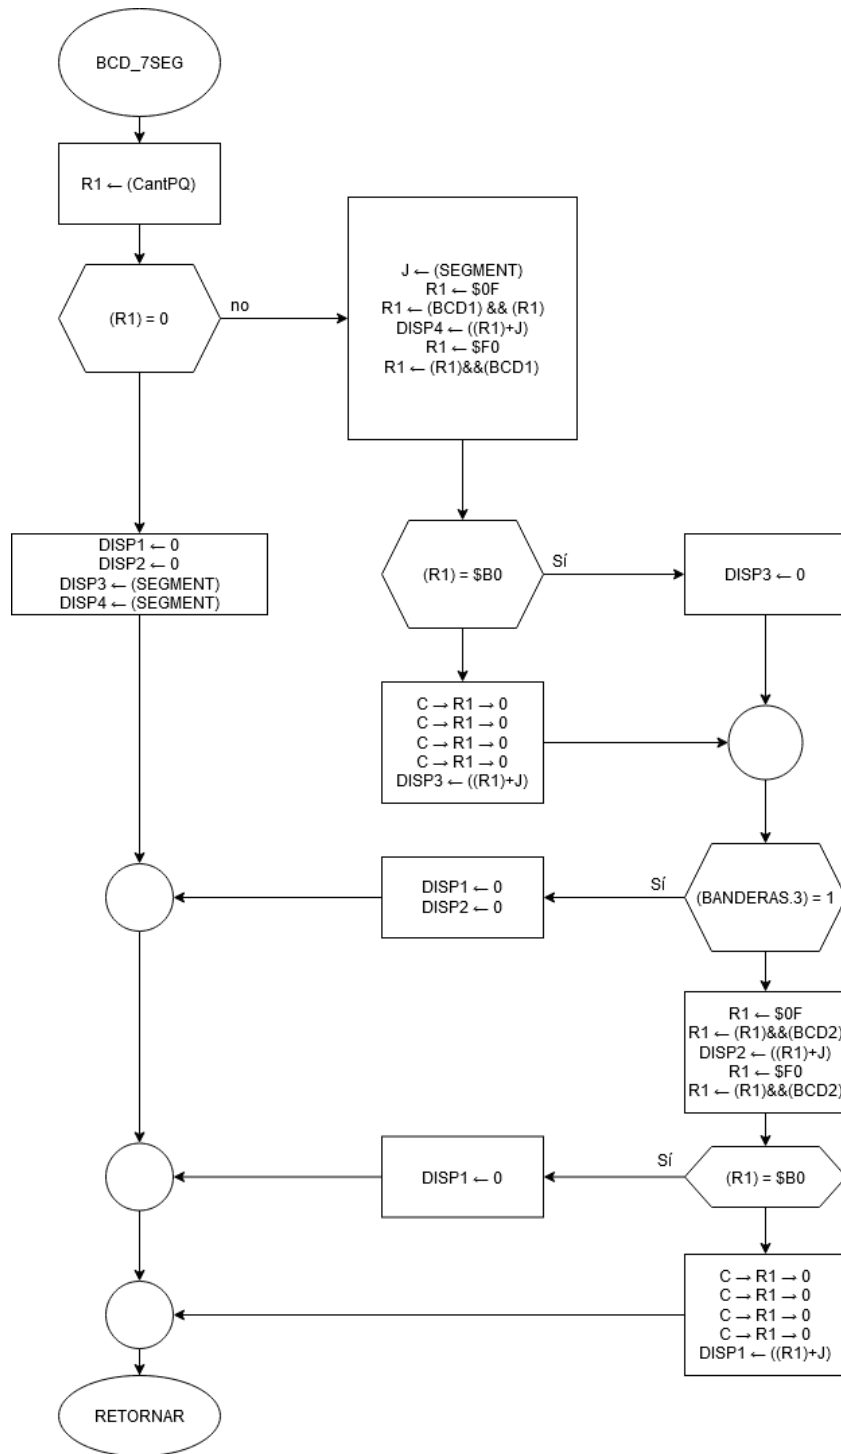 BCD_7SEG
R1 ← (CantPQ)
(R1) = 0
no
J ← (SEGMENT)
R1 ← $0F
R1 ← (BCD1) && (R1)
DISP4 ← ((R1)+J)
R1 ← $F0
R1 ← (R1)&&(BCD1)
DISP1 ← 0
DISP2 ← 0
DISP3 ← (SEGMENT)
DISP4 ← (SEGMENT)
(R1) = $B0
Sí
DISP3 ← 0
C → R1 → 0
C → R1 → 0
C → R1 → 0
C → R1 → 0
DISP3 ← ((R1)+J)
(BANDERAS.3) = 1
Sí
DISP1 ← 0
DISP2 ← 0
R1 ← $0F
R1 ← (R1)&&(BCD2)
DISP2 ← ((R1)+J)
R1 ← $F0
R1 ← (R1)&&(BCD2)
(R1) = $B0
Sí
DISP1 ← 0
C → R1 → 0
C → R1 → 0
C → R1 → 0
C → R1 → 0
DISP1 ← ((R1)+J)
RETORNAR